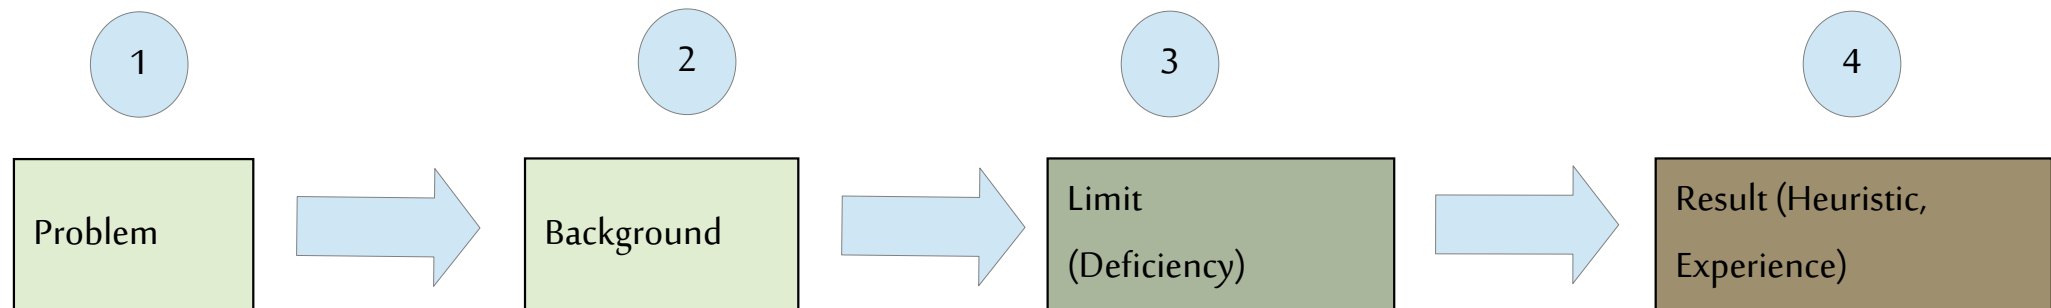 1
2
3
4
Problem
Background
Limit
(Deficiency)
Result (Heuristic,
Experience)